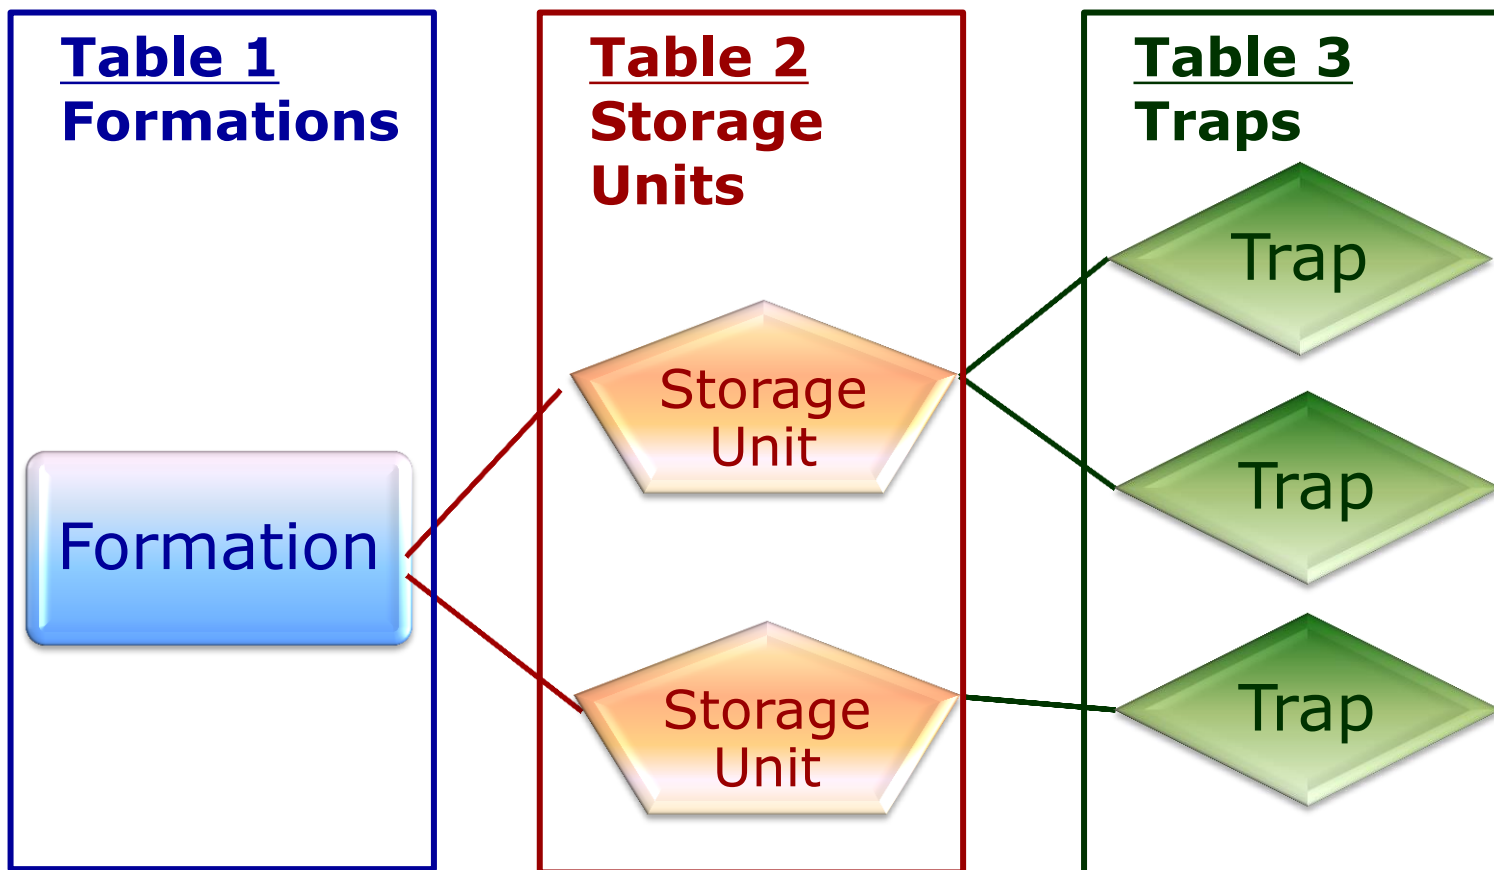 Table 1
Formations
Formation
Table 2
Storage
Units
Storage
Unit
Storage
Unit
Table 3
Traps
Trap
Trap
Trap